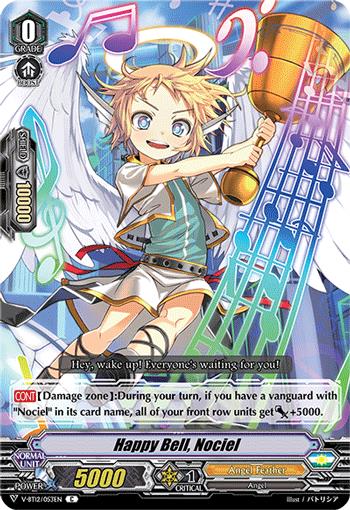 0
GRADE
BOOST
SHIELD
10000
Hey, wake up! Everyone's waiting for you!
CONT [Damage zone]:During your turn, if you have a vanguard with
"Nociel" in its card name, all of your front row units get +5000.
Happy Bell, Nociel
NORMAL
UNIT
POWER
5000
1
CRITICAL
Angel Feather
Angel
V-BT12/053EN C
illust / パトリシア